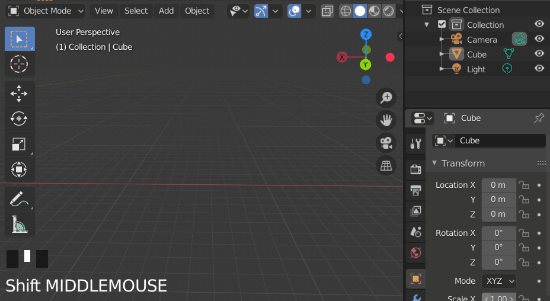 Object Mode View Select Add Object
User Perspective
(1) Collection | Cube
Z
X
Y
Scene Collection
Collection
Camera
Cube
Light
Cube
Cube
Transform
Location X 0 m
Y 0 m
Z 0 m
Rotation X 0°
Y 0°
Z 0°
Mode XYZ
Scale X 1.00
Shift MIDDLEMOUSE